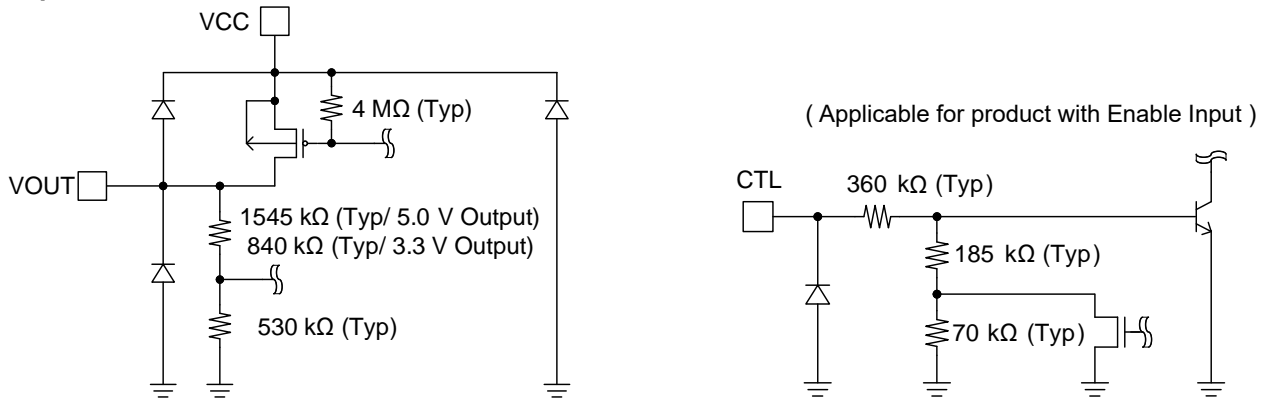 VCC
4 MΩ (Typ)
VOUT
1545 kΩ (Typ/ 5.0 V Output)
840 kΩ (Typ/ 3.3 V Output)
530 kΩ (Typ)
( Applicable for product with Enable Input )
CTL
360 kΩ (Typ)
185 kΩ (Typ)
70 kΩ (Typ)